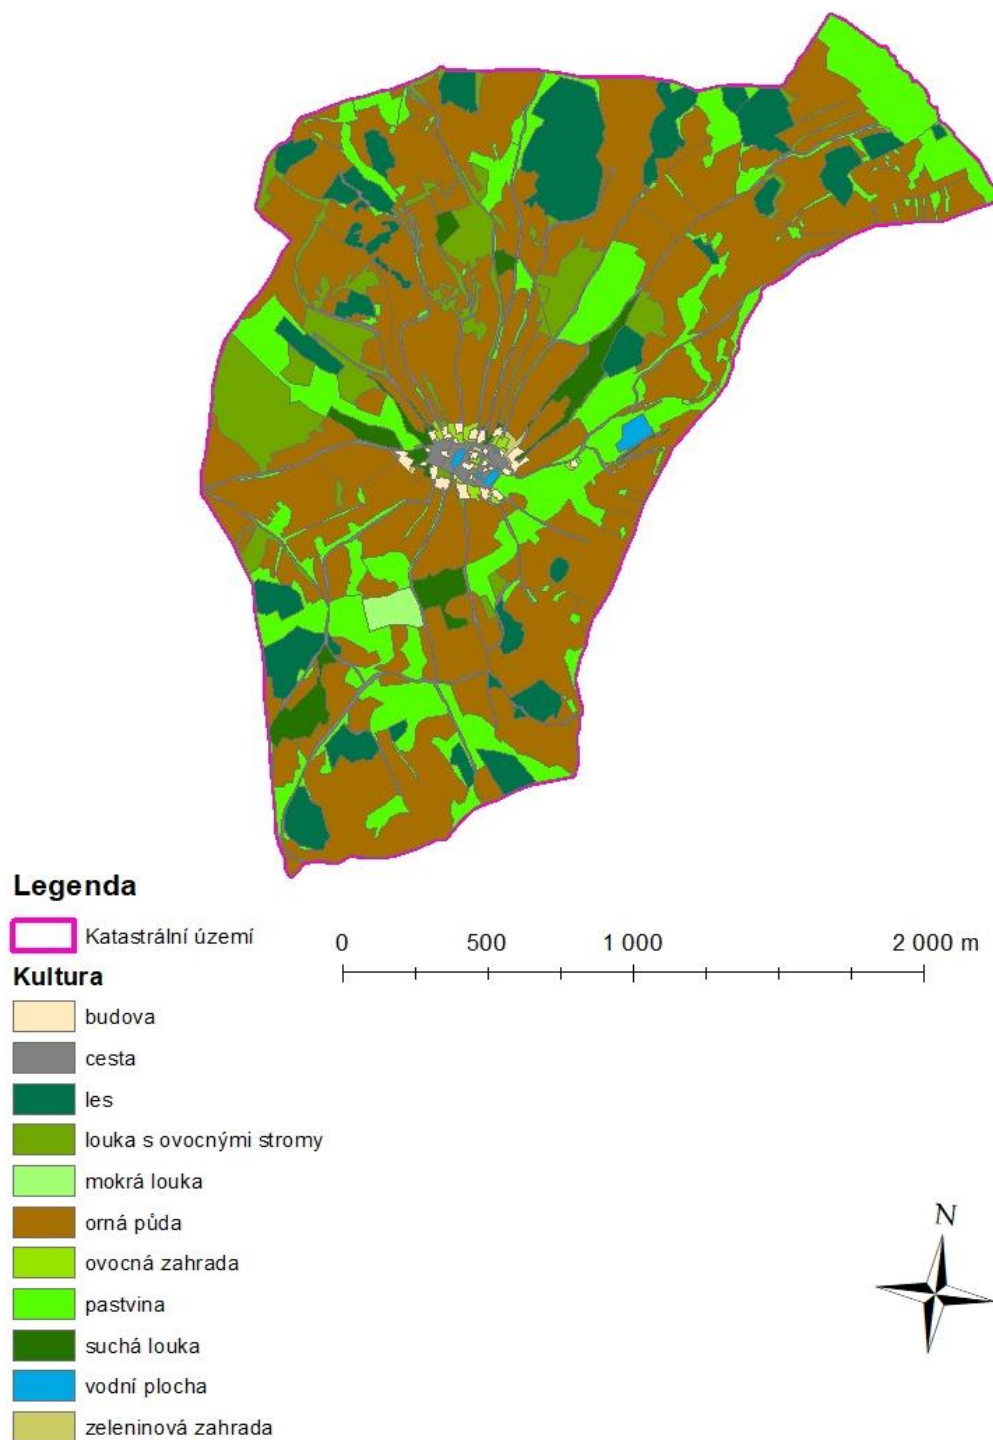 Legenda
Katastrální území
0 500 1 000 2 000 m
Kultura
budova
cesta
les
louka s ovocnými stromy
mokrá louka
orná půda
N
ovocná zahrada
pastvina
suchá louka
vodní plocha
zeleninová zahrada